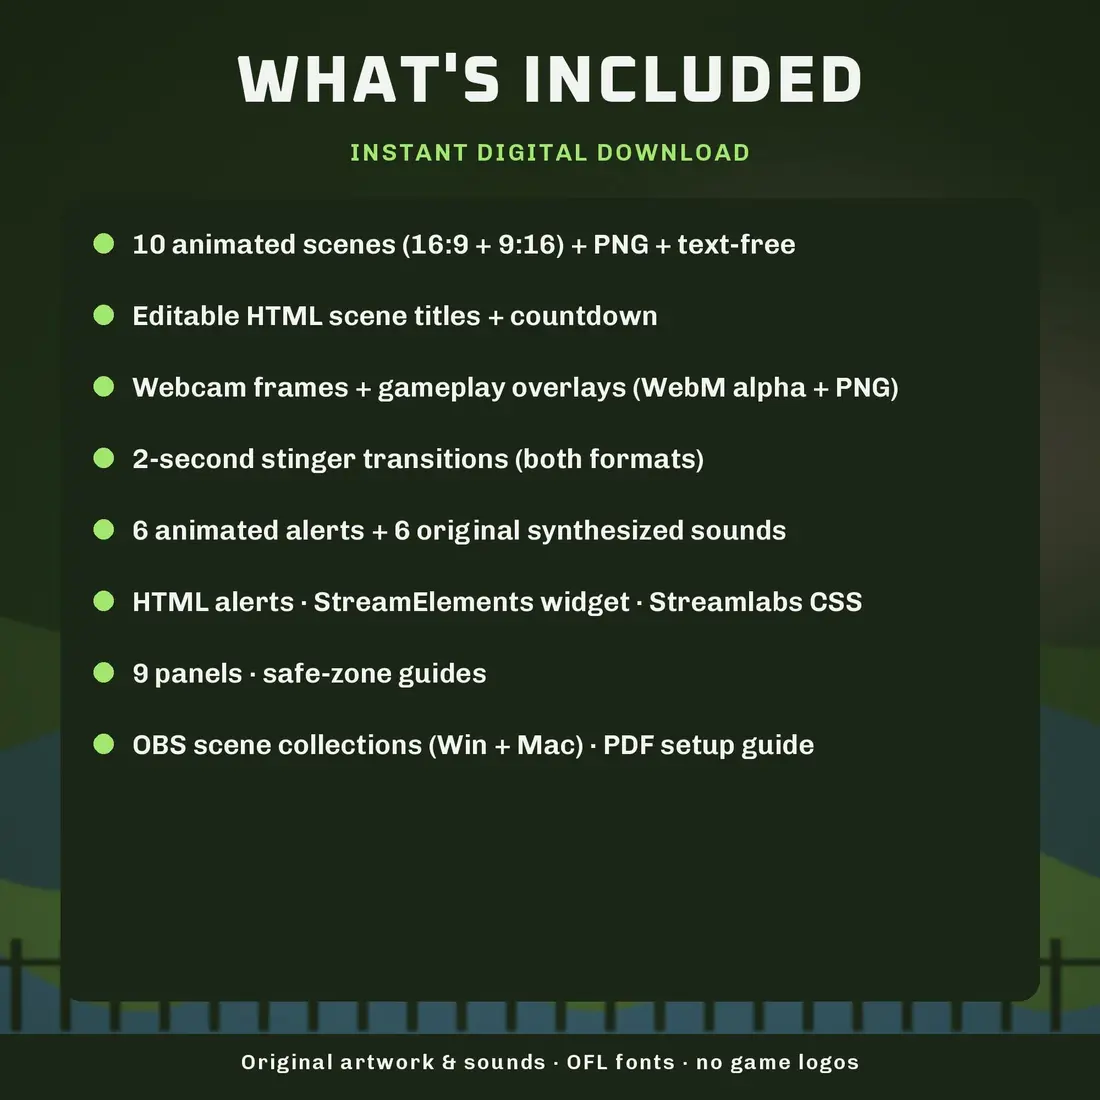 WHAT'S INCLUDED
INSTANT DIGITAL DOWNLOAD
10 animated scenes (16:9 + 9:16) + PNG + text-free
Editable HTML scene titles + countdown
Webcam frames + gameplay overlays (WebM alpha + PNG)
2-second stinger transitions (both formats)
6 animated alerts + 6 original synthesized sounds
HTML alerts · StreamElements widget · Streamlabs CSS
9 panels · safe-zone guides
OBS scene collections (Win + Mac) · PDF setup guide
Original artwork & sounds · OFL fonts · no game logos